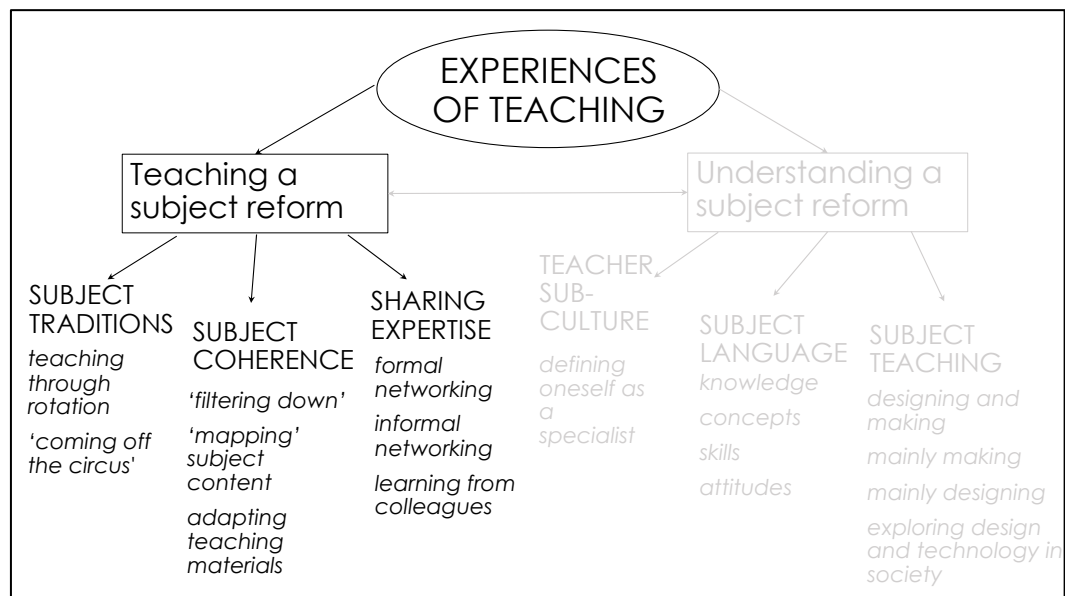 EXPERIENCES
OF TEACHING
Teaching a
subject reform
Understanding a
subject reform
SUBJECT
TRADITIONS
teaching
through
rotation
‘coming off
the circus'
SUBJECT
COHERENCE
‘filtering down’
‘mapping’
subject
content
adapting
teaching
materials
SHARING
EXPERTISE
formal
networking
informal
networking
learning from
colleagues
TEACHER
SUB-
CULTURE
defining
oneself as
a
specialist
SUBJECT
LANGUAGE
knowledge
concepts
skills
attitudes
SUBJECT
TEACHING
designing and
making
mainly making
mainly designing
exploring design
and technology in
society